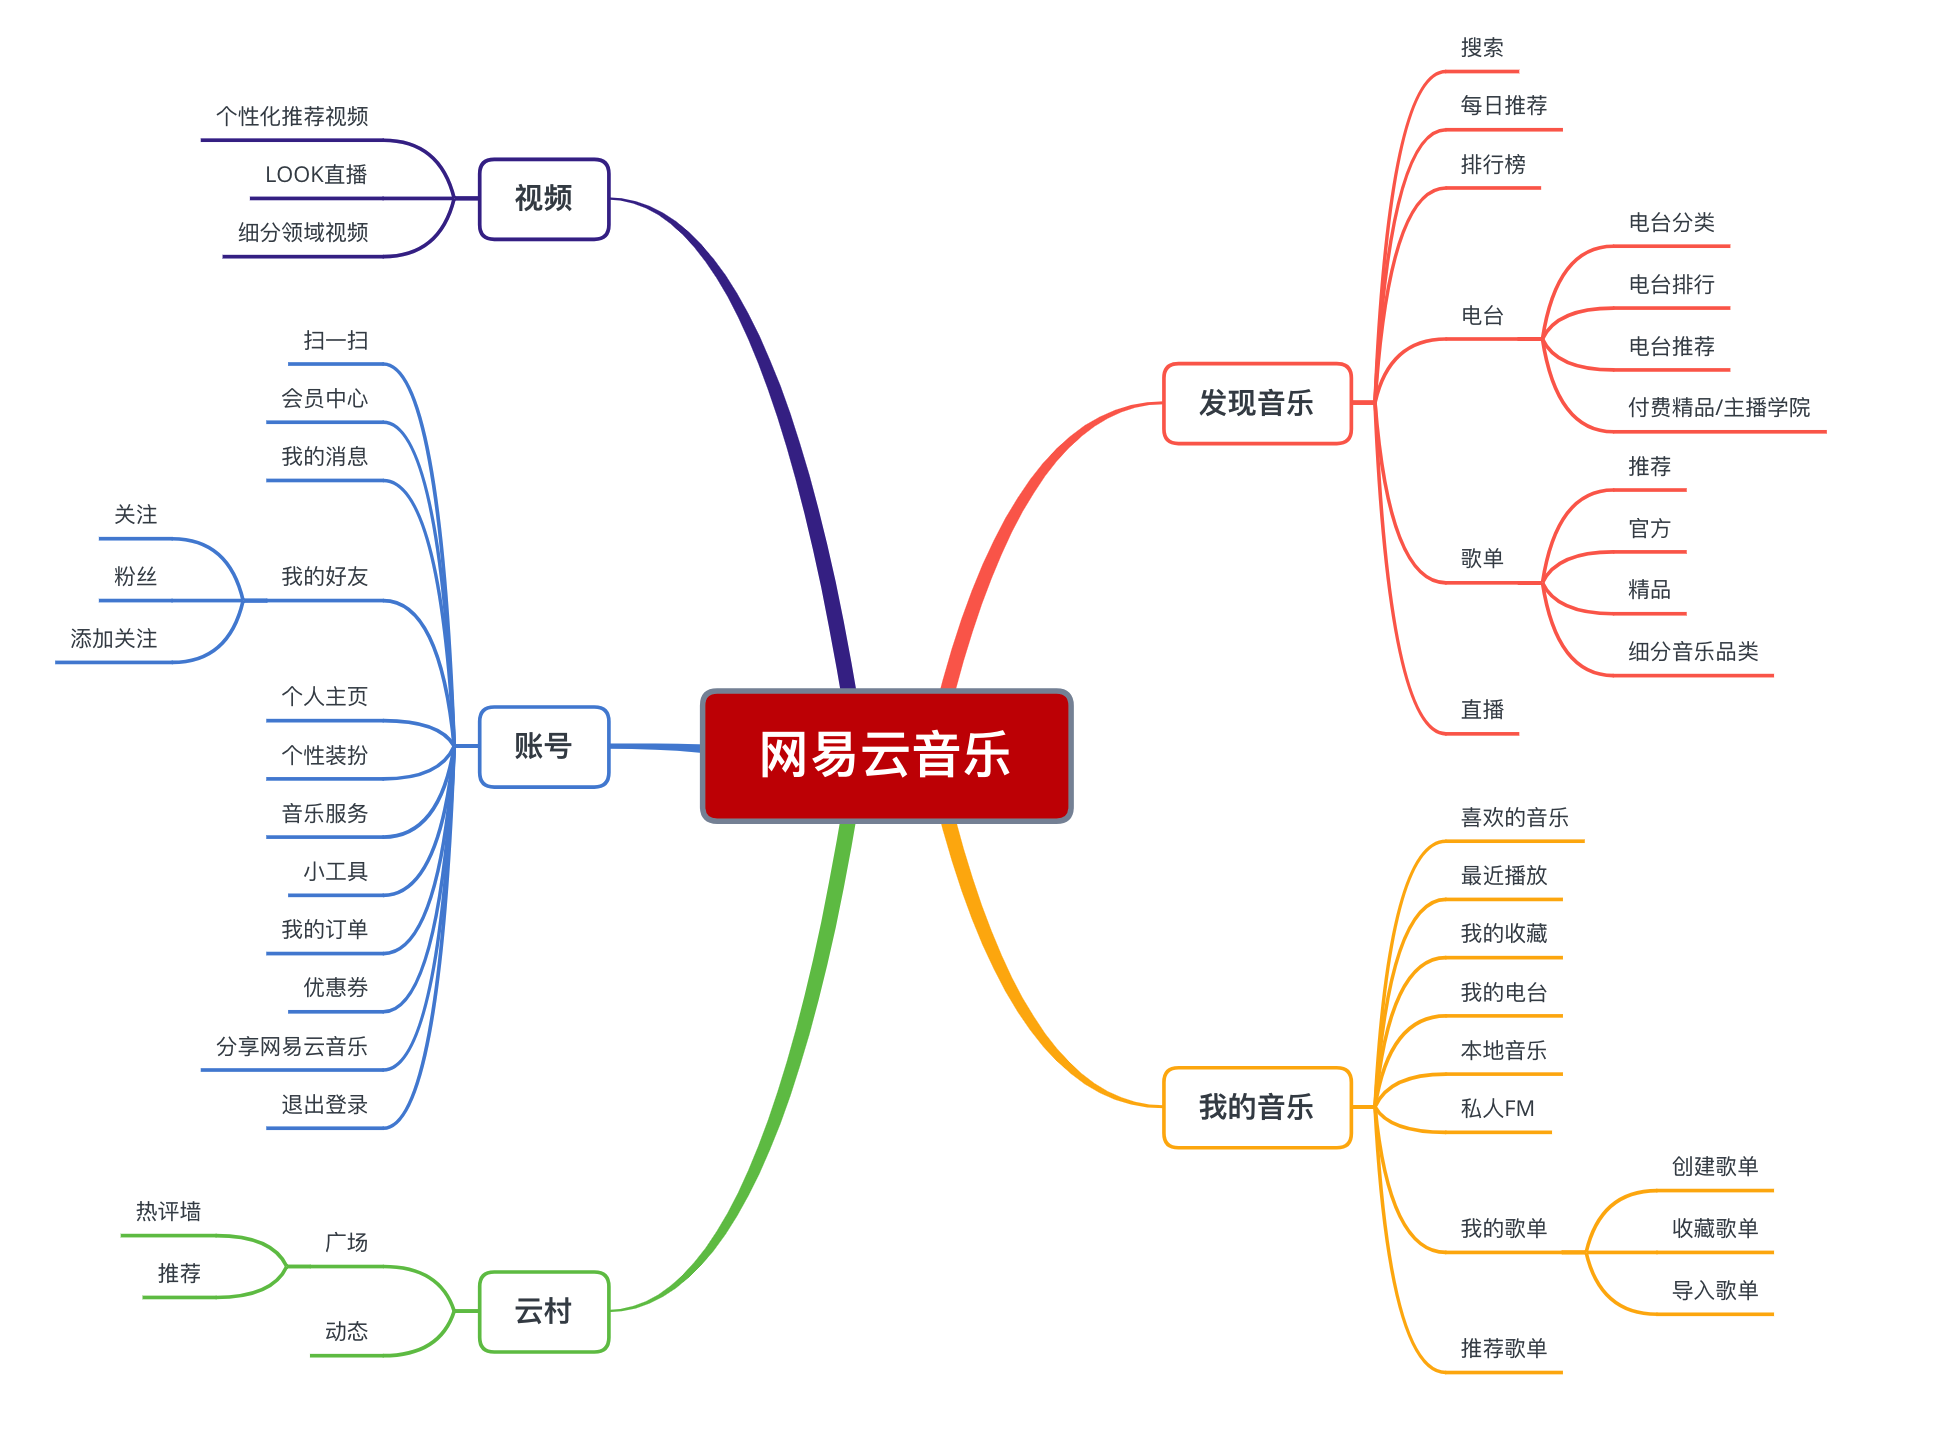 网易云音乐
发现音乐
搜索
每日推荐
排行榜
电台
电台分类
电台排行
电台推荐
付费精品/主播学院
歌单
推荐
官方
精品
细分音乐品类
直播
我的音乐
喜欢的音乐
最近播放
我的收藏
我的电台
本地音乐
私人FM
我的歌单
创建歌单
收藏歌单
导入歌单
推荐歌单
视频
个性化推荐视频
LOOK直播
细分领域视频
账号
扫一扫
会员中心
我的消息
我的好友
关注
粉丝
添加关注
个人主页
个性装扮
音乐服务
小工具
我的订单
优惠券
分享网易云音乐
退出登录
云村
广场
热评墙
推荐
动态